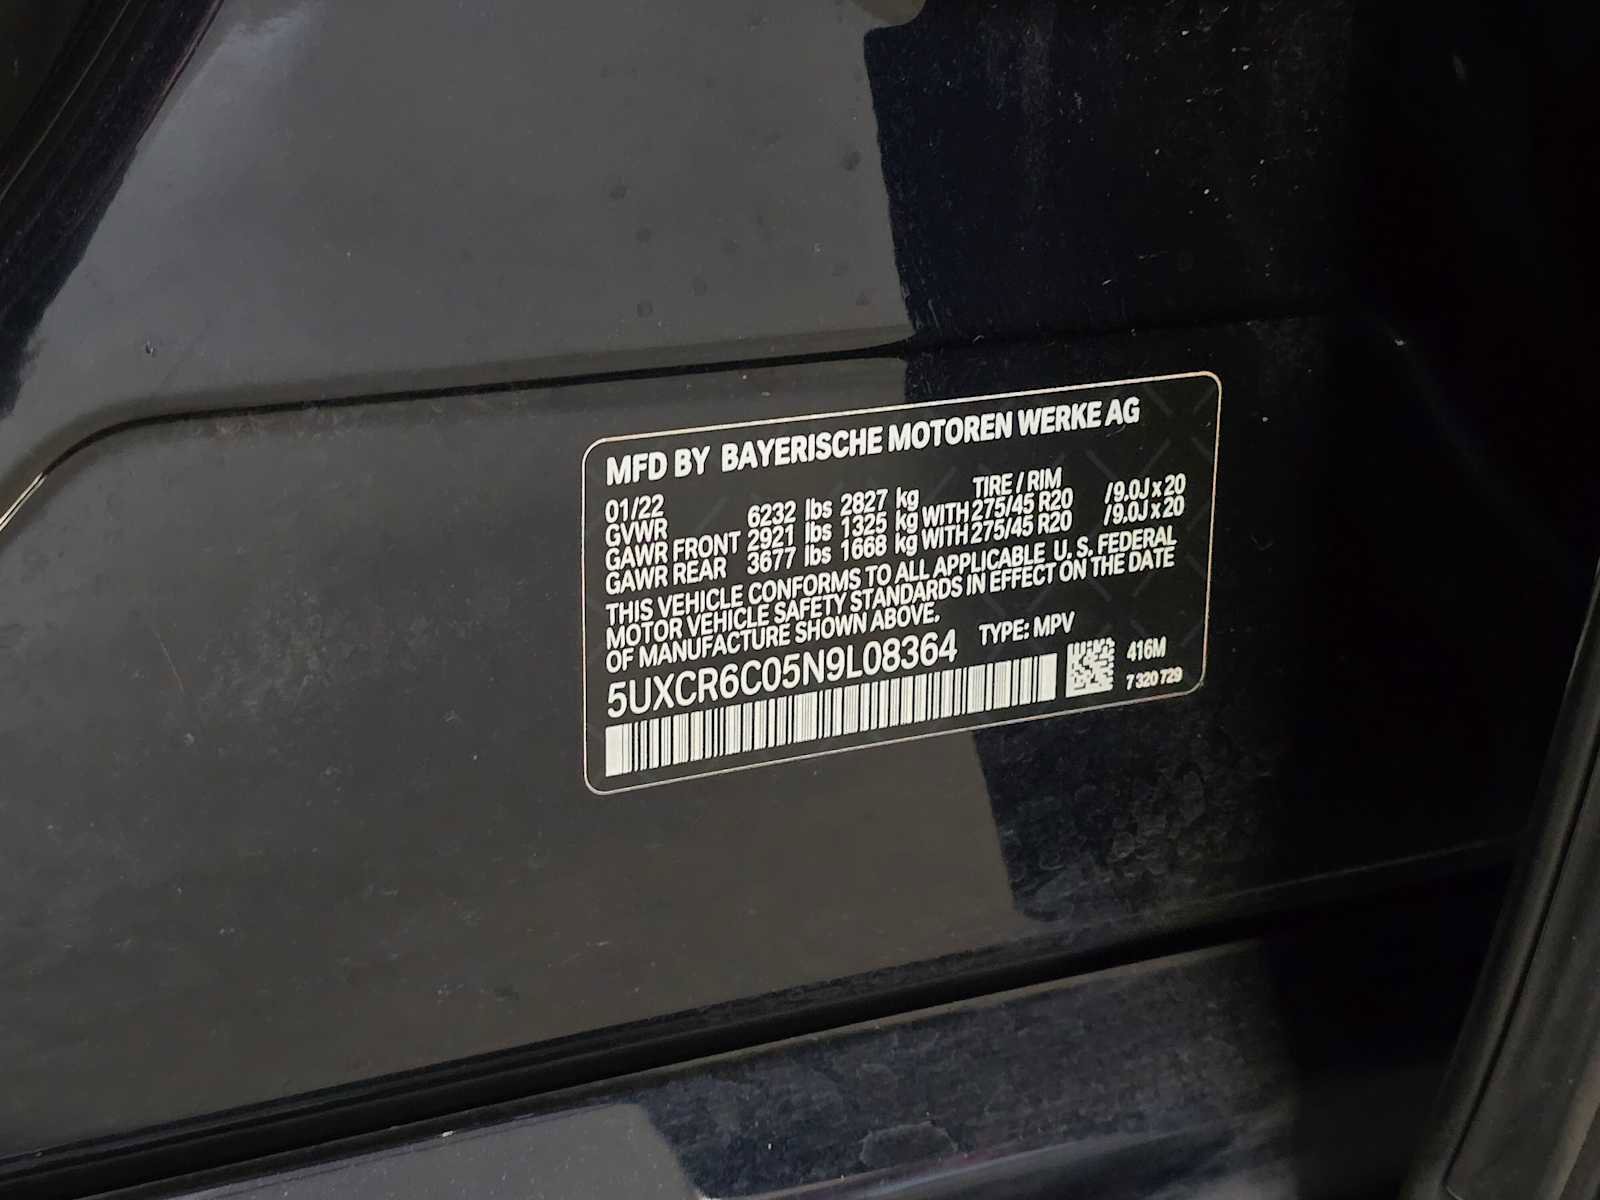 MFD BY BAYERISCHE MOTOREN WERKE AG
01/22 TIRE / RIM
GVWR 6232 lbs 2827 kg
GAWR FRONT 2921 lbs 1325 kg WITH 275/45 R20 /9.0J x 20
GAWR REAR 3677 lbs 1668 kg WITH 275/45 R20 /9.0J x 20
THIS VEHICLE CONFORMS TO ALL APPLICABLE U. S. FEDERAL
MOTOR VEHICLE SAFETY STANDARDS IN EFFECT ON THE DATE
OF MANUFACTURE SHOWN ABOVE.
5UXCR6C05N9L08364 TYPE: MPV
416M
7 320 729